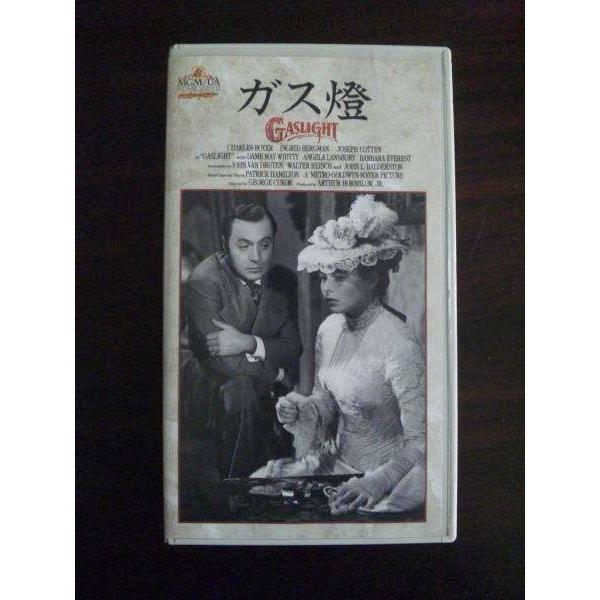 MGM/UA
ガス燈
GASLIGHT
CHARLES BOYER INGRID BERGMAN JOSEPH COTTEN
in "GASLIGHT" with DAME MAY WHITTY ANGELA LANSBURY BARBARA EVEREST
Screenplay by JOHN VAN DRUTEN, WALTER REISCH and JOHN L. BALDERSTON
Based Upon the Play by PATRICK HAMILTON A METRO-GOLDWYN-MAYER PICTURE
Directed by GEORGE CUKOR Produced by ARTHUR HORNBLOW, JR.